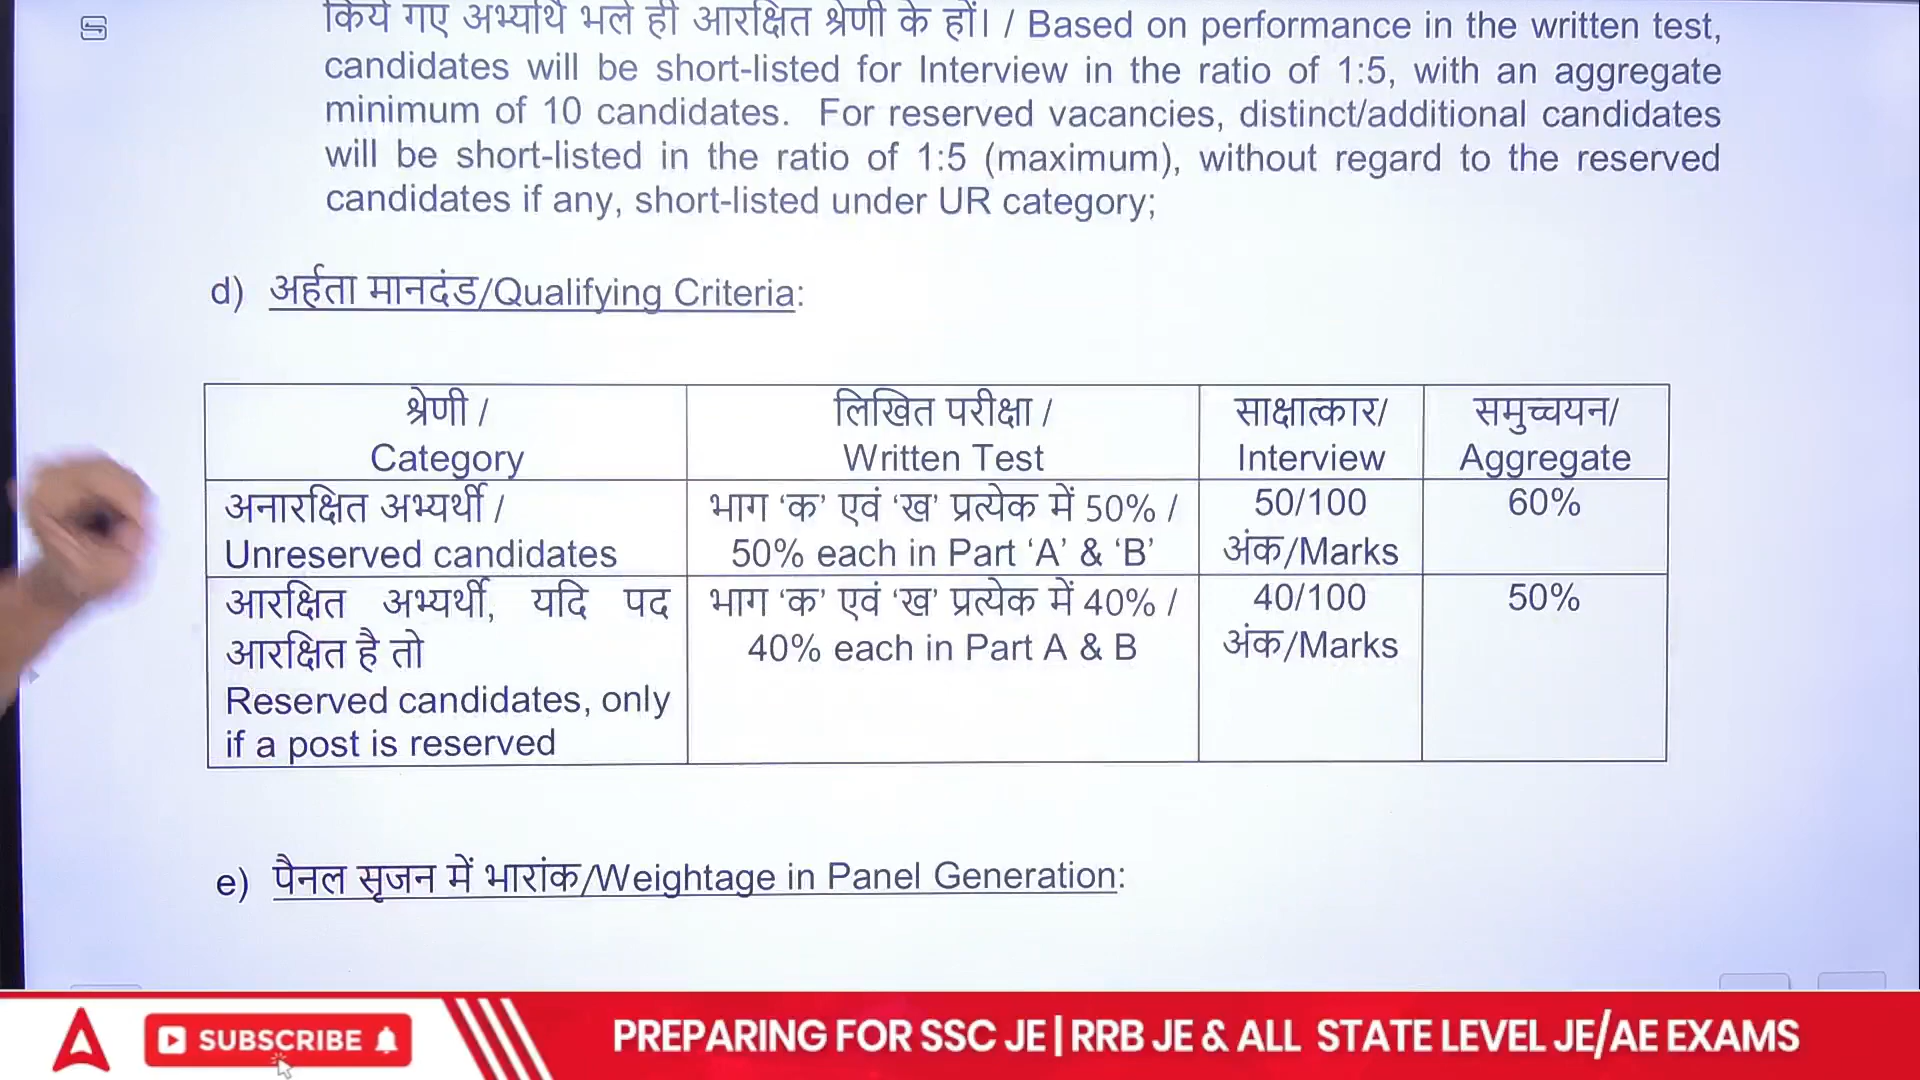 किये गए अभ्यर्थि भले ही आरक्षित श्रेणी के हों। / Based on performance in the written test,
candidates will be short-listed for Interview in the ratio of 1:5, with an aggregate
minimum of 10 candidates. For reserved vacancies, distinct/additional candidates
will be short-listed in the ratio of 1:5 (maximum), without regard to the reserved
candidates if any, short-listed under UR category;
d) अर्हता मानदंड/Qualifying Criteria:
श्रेणी /
Category
लिखित परीक्षा /
Written Test
साक्षात्कार/
Interview
समुच्चयन/
Aggregate
अनारक्षित अभ्यर्थी /
Unreserved candidates
भाग ‘क’ एवं ‘ख’ प्रत्येक में 50% /
50% each in Part ‘A’ & ‘B’
50/100
अंक/Marks
60%
आरक्षित अभ्यर्थी, यदि पद
आरक्षित है तो
Reserved candidates, only
if a post is reserved
भाग ‘क’ एवं ‘ख’ प्रत्येक में 40% /
40% each in Part A & B
40/100
अंक/Marks
50%
e) पैनल सृजन में भारांक/Weightage in Panel Generation:
SUBSCRIBE
PREPARING FOR SSC JE | RRB JE & ALL STATE LEVEL JE/AE EXAMS